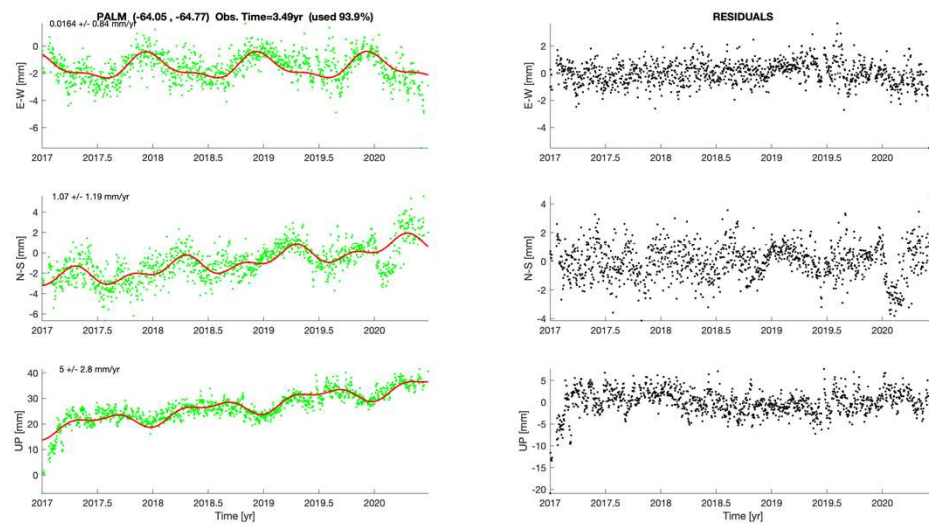 PALM (-64.05 , -64.77) Obs. Time=3.49yr (used 93.9%)
0.0164 +/- 0.84 mm/yr
E-W [mm]
0
-2
-4
-6
2017 2017.5 2018 2018.5 2019 2019.5 2020
RESIDUALS
E-W [mm]
2
0
-2
-4
2017 2017.5 2018 2018.5 2019 2019.5 2020
1.07 +/- 1.19 mm/yr
N-S [mm]
4
2
0
-2
-4
-6
2017 2017.5 2018 2018.5 2019 2019.5 2020
N-S [mm]
4
2
0
-2
-4
2017 2017.5 2018 2018.5 2019 2019.5 2020
5 +/- 2.8 mm/yr
UP [mm]
40
30
20
10
0
2017 2017.5 2018 2018.5 2019 2019.5 2020
Time [yr]
UP [mm]
5
0
-5
-10
-15
-20
2017 2017.5 2018 2018.5 2019 2019.5 2020
Time [yr]